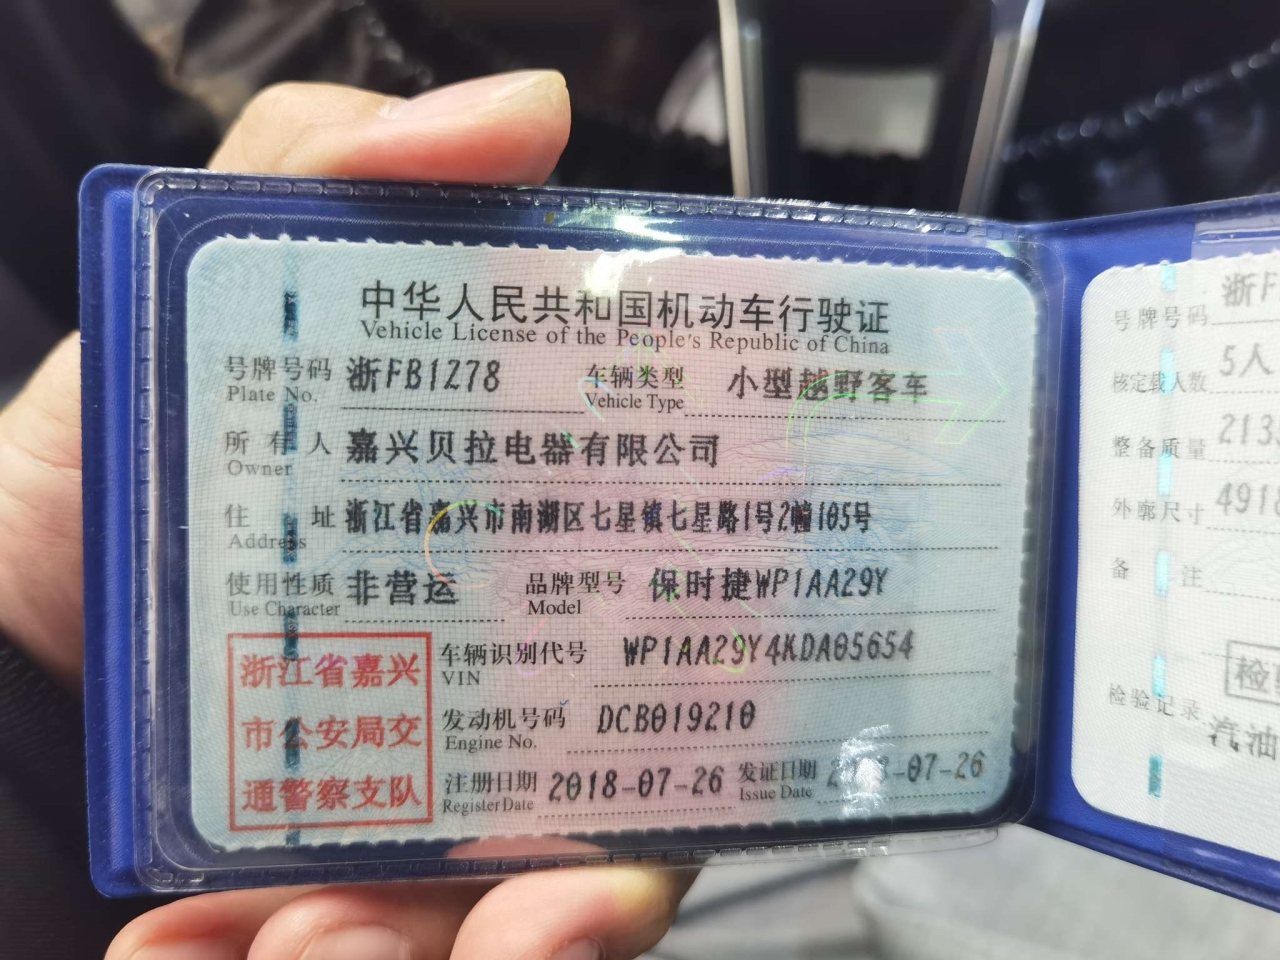 中华人民共和国机动车行驶证
Vehicle License of the People's Republic of China
号牌号码 浙FB1Z78 车辆类型 小型越野客车
Plate No. Vehicle Type
所有人 嘉兴贝拉电器有限公司
Owner
住址 浙江省嘉兴市南湖区七星镇七星路1号2幢105号
Address
使用性质 非营运 品牌型号 保时捷WP1AA29Y
Use Character Model
浙江省嘉兴
市公安局交
通警察支队
车辆识别代号 WP1AA29Y4KDA05654
VIN
发动机号码 DCB019210
Engine No.
注册日期 2018-07-26 发证日期 2018-07-26
Register Date Issue Date
号牌号码 浙F
核定载人数 5人
整备质量 213
外廓尺寸 491
备注
检验记录 检
汽油